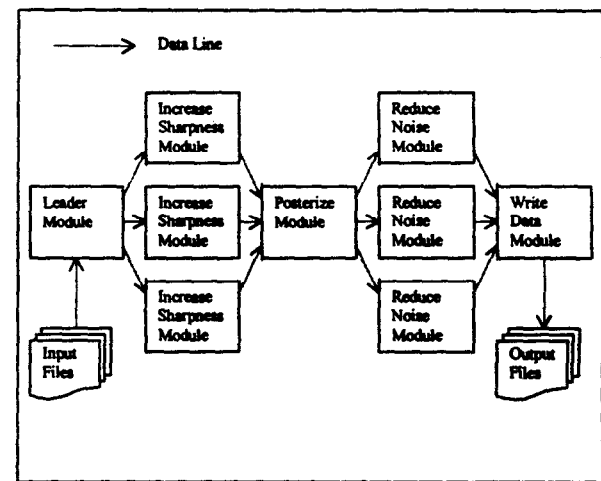 Data Line
Increase
Sharpness
Module
Reduce
Noise
Module
Leader
Module
Increase
Sharpness
Module
Posterize
Module
Reduce
Noise
Module
Write
Data
Module
Increase
Sharpness
Module
Reduce
Noise
Module
Input
Files
Output
Files